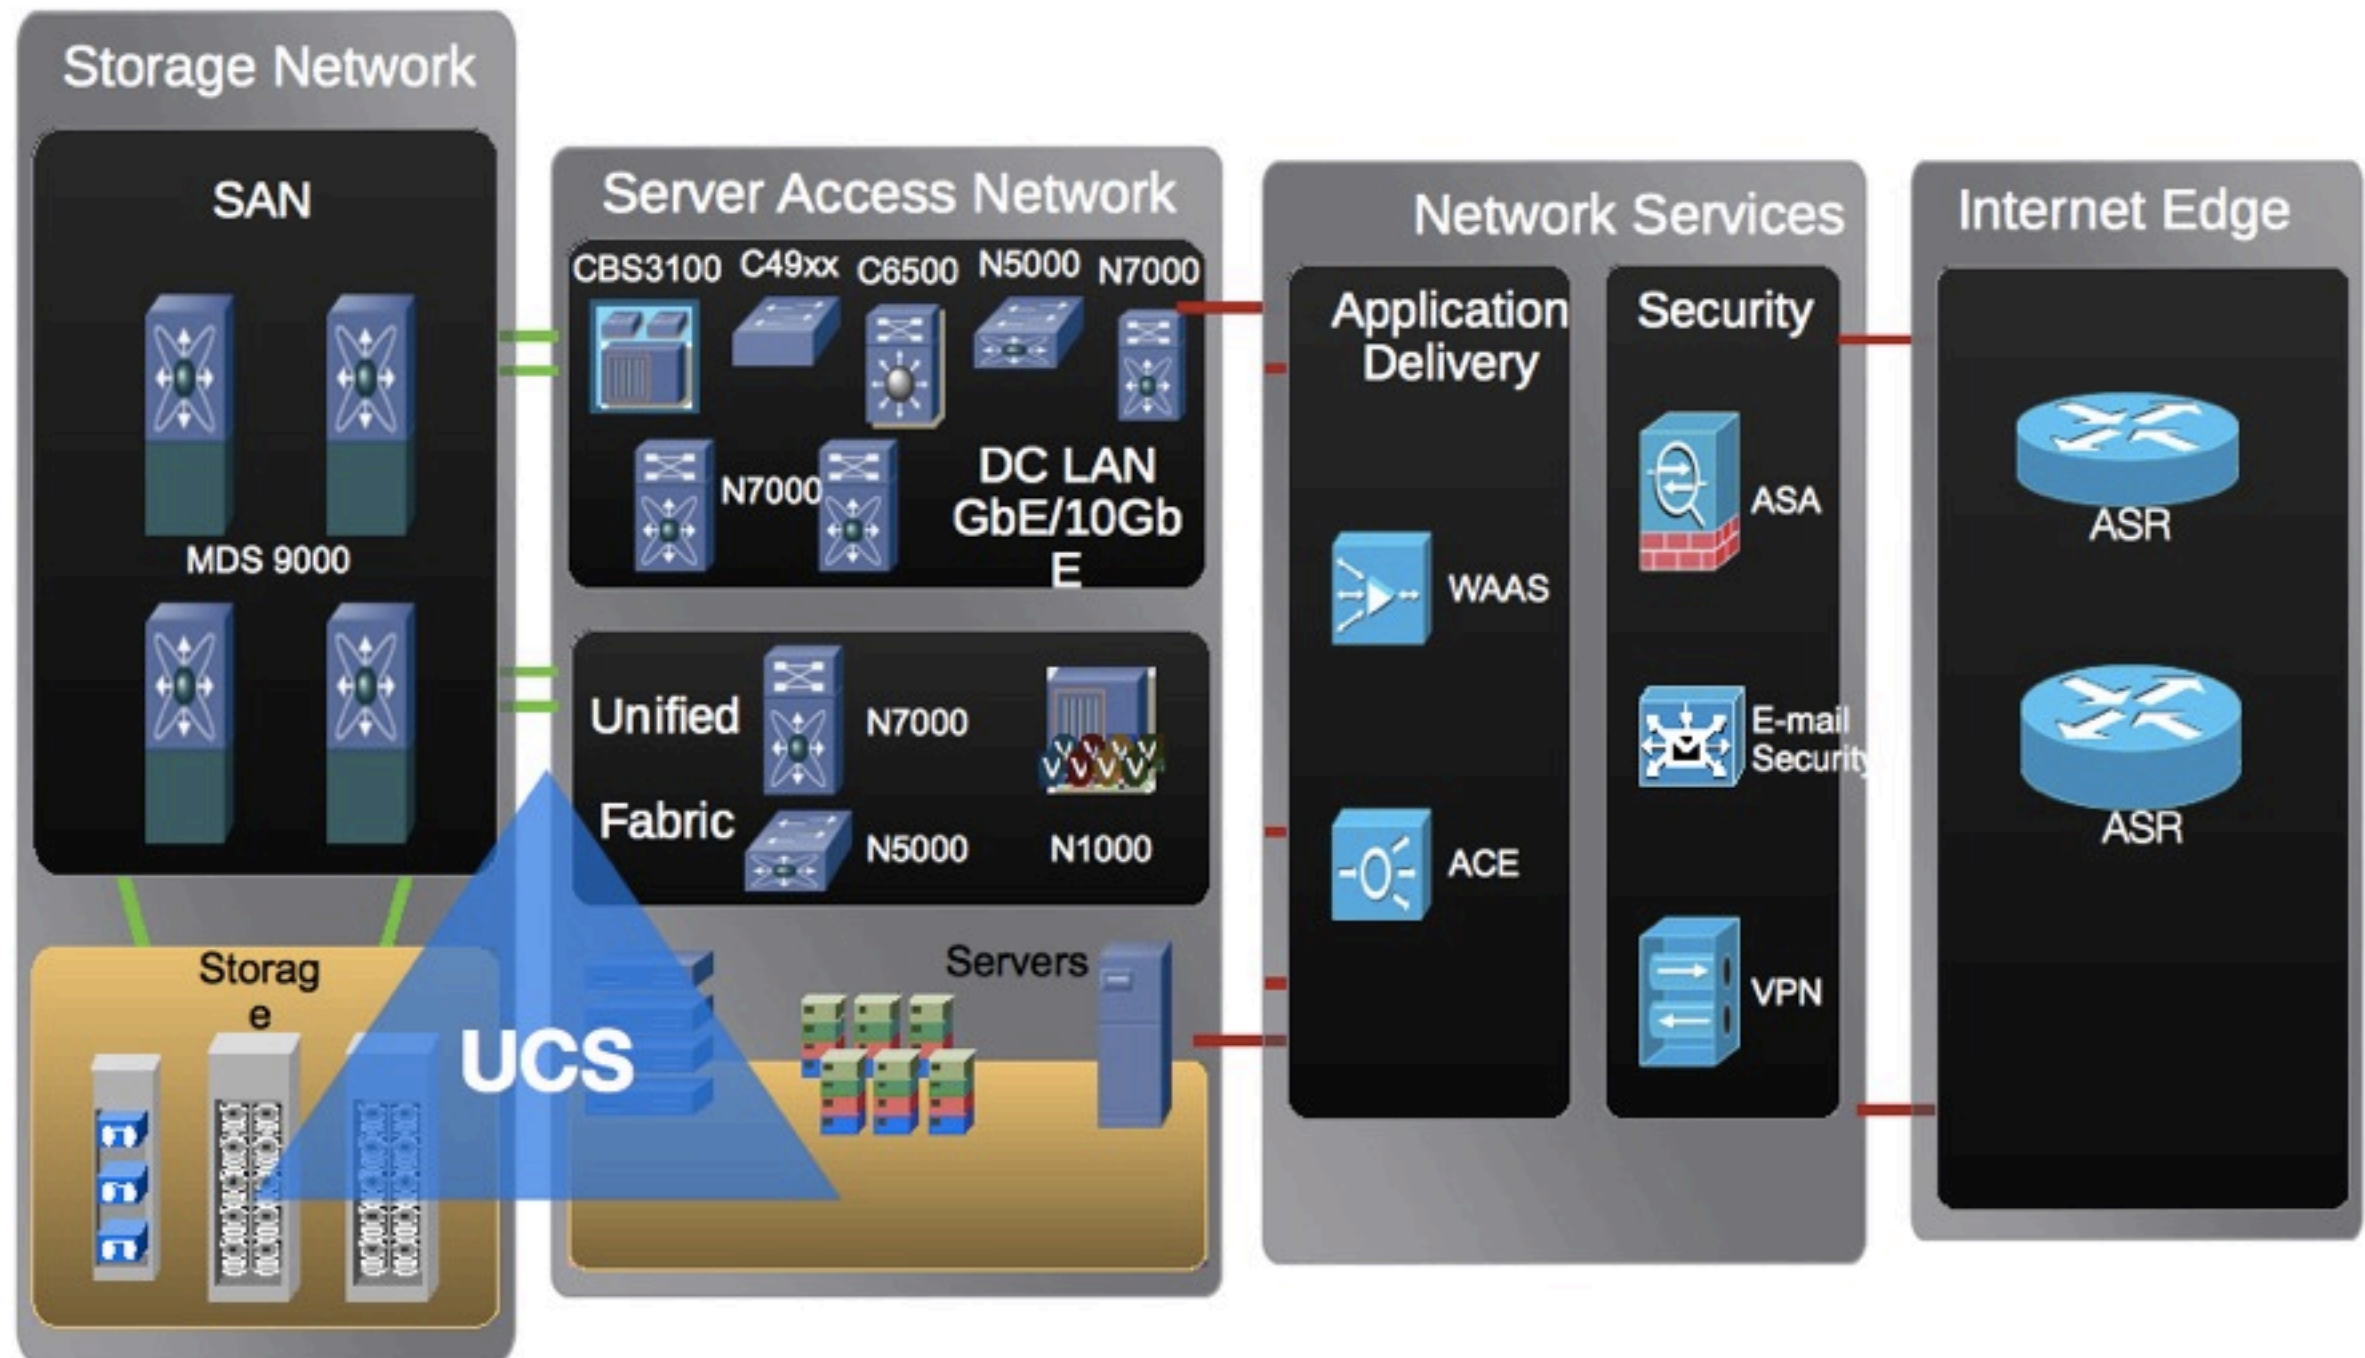 Storage Network
SAN
MDS 9000
Storag
e
UCS
Server Access Network
CBS3100 C49xx C6500 N5000 N7000
N7000
DC LAN
GbE/10Gb
E
Unified
Fabric
N7000
N5000
N1000
V V V V
Servers
Network Services
Application
Delivery
WAAS
ACE
Security
ASA
E-mail
Security
VPN
Internet Edge
ASR
ASR